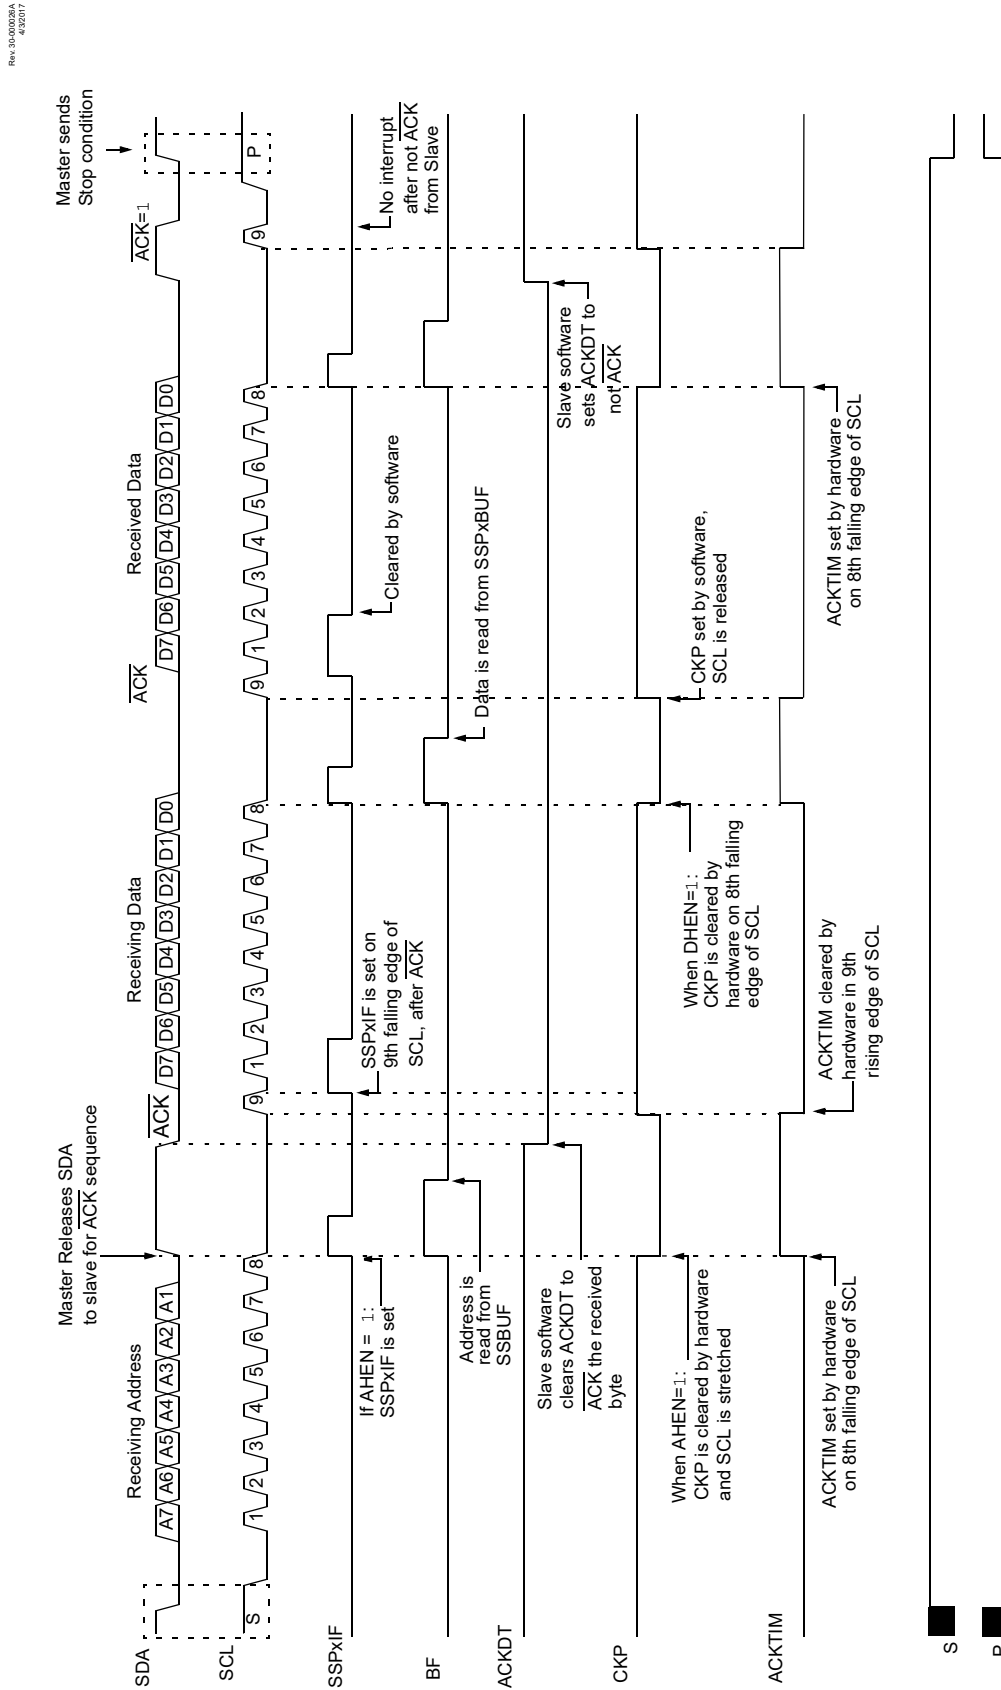 Rev. 30-000026A
4/3/2017
Master Releases SDA
to slave for ACK sequence
Master sends
Stop condition
Receiving Address
ACK
Receiving Data
ACK
Received Data
ACK=1
SDA
A7 A6 A5 A4 A3 A2 A1
D7 D6 D5 D4 D3 D2 D1 D0
D7 D6 D5 D4 D3 D2 D1 D0
SCL
S
1 2 3 4 5 6 7 8 9
1 2 3 4 5 6 7 8 9
1 2 3 4 5 6 7 8 9
P
SSPxIF
If AHEN = 1:
SSPxIF is set
SSPxIF is set on
9th falling edge of
SCL, after ACK
Cleared by software
No interrupt
after not ACK
from Slave
BF
Address is
read from
SSBUF
Data is read from SSPxBUF
ACKDT
Slave software
clears ACKDT to
ACK the received
byte
Slave software
sets ACKDT to
not ACK
CKP
When AHEN=1:
CKP is cleared by hardware
and SCL is stretched
When DHEN=1:
CKP is cleared by
hardware on 8th falling
edge of SCL
CKP set by software,
SCL is released
ACKTIM
ACKTIM set by hardware
on 8th falling edge of SCL
ACKTIM cleared by
hardware in 9th
rising edge of SCL
ACKTIM set by hardware
on 8th falling edge of SCL
S
P